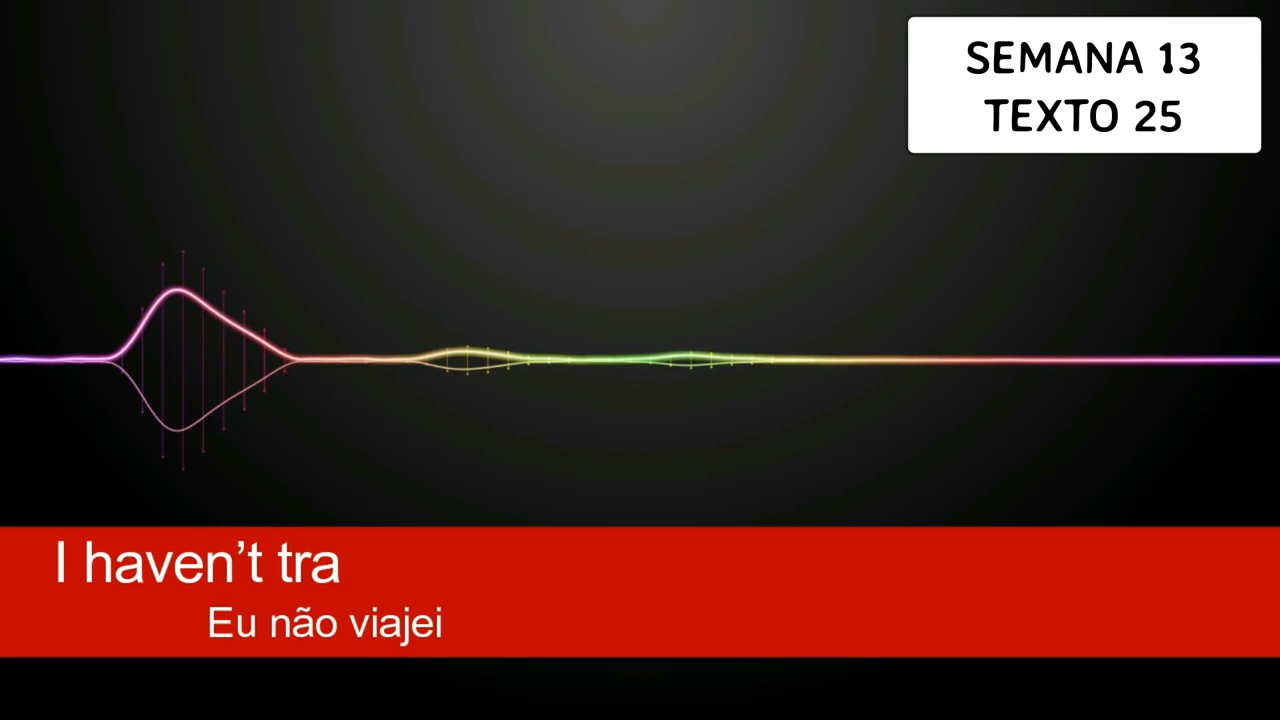 SEMANA 13
TEXTO 25
I haven’t tra
Eu não viajei